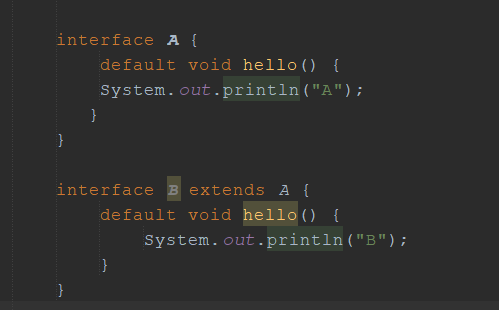 interface A {
default void hello() {
System.out.println("A");
}
}
interface B extends A {
default void hello() {
System.out.println("B");
}
}